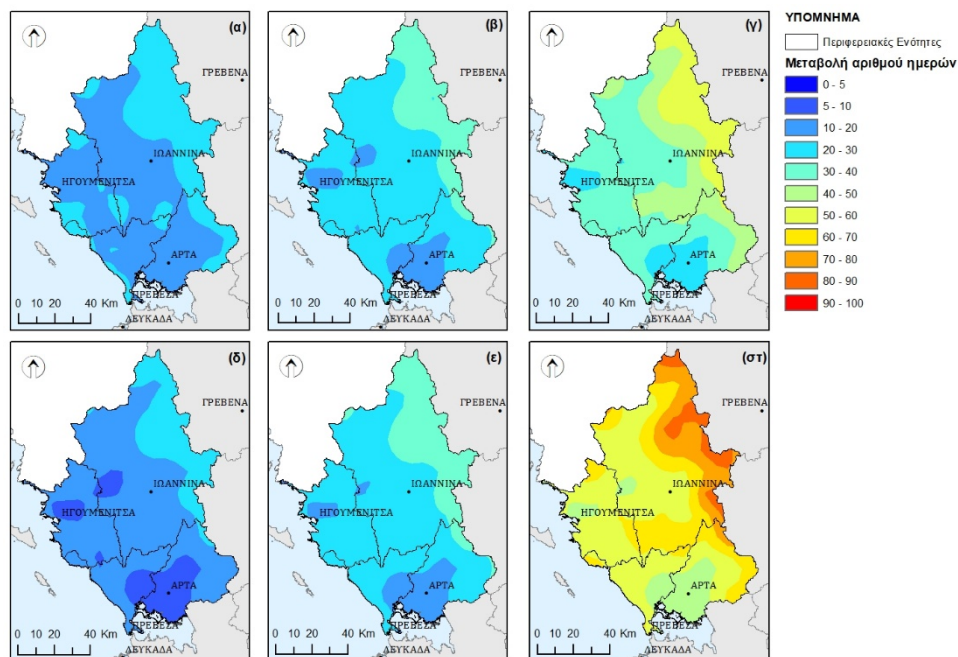 (α)
ΓΡΕΒΕΝΑ
ΙΩΑΝΝΙΝΑ
ΗΓΟΥΜΕΝΙΤΣΑ
ΑΡΤΑ
ΠΡΕΒΕΖΑ
ΛΕΥΚΑΔΑ
0 10 20 40 Km
(β)
ΓΡΕΒΕΝΑ
ΙΩΑΝΝΙΝΑ
ΗΓΟΥΜΕΝΙΤΣΑ
ΑΡΤΑ
ΠΡΕΒΕΖΑ
ΛΕΥΚΑΔΑ
0 10 20 40 Km
(γ)
ΓΡΕΒΕΝΑ
ΙΩΑΝΝΙΝΑ
ΗΓΟΥΜΕΝΙΤΣΑ
ΑΡΤΑ
ΠΡΕΒΕΖΑ
ΛΕΥΚΑΔΑ
0 10 20 40 Km
ΥΠΟΜΝΗΜΑ
Περιφερειακές Ενότητες
Μεταβολή αριθμού ημερών
0 - 5
5 - 10
10 - 20
20 - 30
30 - 40
40 - 50
50 - 60
60 - 70
70 - 80
80 - 90
90 - 100
(δ)
ΓΡΕΒΕΝΑ
ΙΩΑΝΝΙΝΑ
ΗΓΟΥΜΕΝΙΤΣΑ
ΑΡΤΑ
ΠΡΕΒΕΖΑ
ΛΕΥΚΑΔΑ
0 10 20 40 Km
(ε)
ΓΡΕΒΕΝΑ
ΙΩΑΝΝΙΝΑ
ΗΓΟΥΜΕΝΙΤΣΑ
ΑΡΤΑ
ΠΡΕΒΕΖΑ
ΛΕΥΚΑΔΑ
0 10 20 40 Km
(στ)
ΓΡΕΒΕΝΑ
ΙΩΑΝΝΙΝΑ
ΗΓΟΥΜΕΝΙΤΣΑ
ΑΡΤΑ
ΠΡΕΒΕΖΑ
ΛΕΥΚΑΔΑ
0 10 20 40 Km